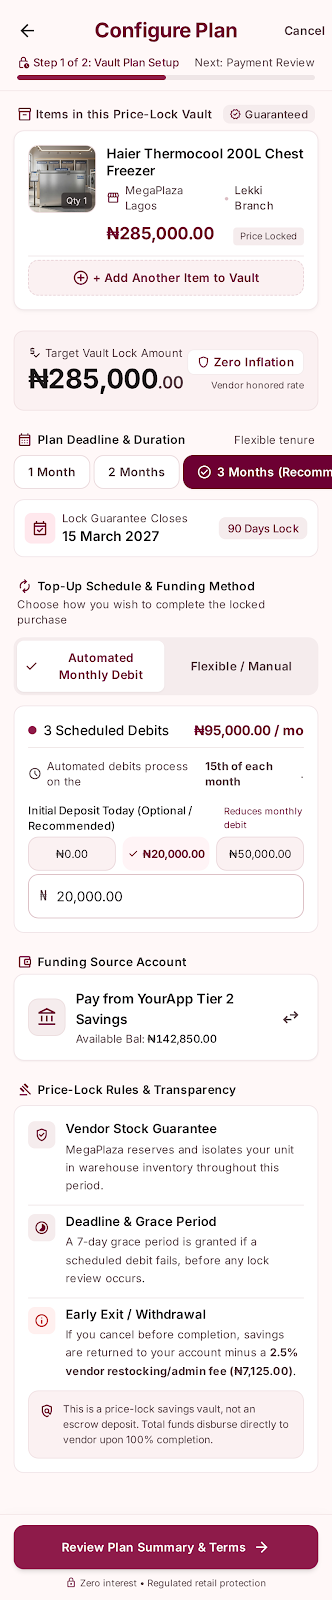 Configure Plan
Cancel
Step 1 of 2: Vault Plan Setup
Next: Payment Review
Items in this Price-Lock Vault
Guaranteed
Qty 1
Haier Thermocool 200L Chest
Freezer
MegaPlaza
Lagos
• Lekki
Branch
₦285,000.00
Price Locked
+ Add Another Item to Vault
Target Vault Lock Amount
₦285,000.00
Zero Inflation
Vendor honored rate
Plan Deadline & Duration
Flexible tenure
1 Month
2 Months
3 Months (Recomm
Lock Guarantee Closes
15 March 2027
90 Days Lock
Top-Up Schedule & Funding Method
Choose how you wish to complete the locked
purchase
Automated
Monthly Debit
Flexible / Manual
3 Scheduled Debits
₦95,000.00 / mo
Automated debits process
on the
15th of each
month
.
Initial Deposit Today (Optional /
Recommended)
Reduces monthly
debit
₦0.00
₦20,000.00
₦50,000.00
₦ 20,000.00
Funding Source Account
Pay from YourApp Tier 2
Savings
Available Bal: ₦142,850.00
Price-Lock Rules & Transparency
Vendor Stock Guarantee
MegaPlaza reserves and isolates your unit
in warehouse inventory throughout this
period.
Deadline & Grace Period
A 7-day grace period is granted if a
scheduled debit fails, before any lock
review occurs.
Early Exit / Withdrawal
If you cancel before completion, savings
are returned to your account minus a 2.5%
vendor restocking/admin fee (₦7,125.00).
This is a price-lock savings vault, not an
escrow deposit. Total funds disburse directly to
vendor upon 100% completion.
Review Plan Summary & Terms
Zero interest • Regulated retail protection